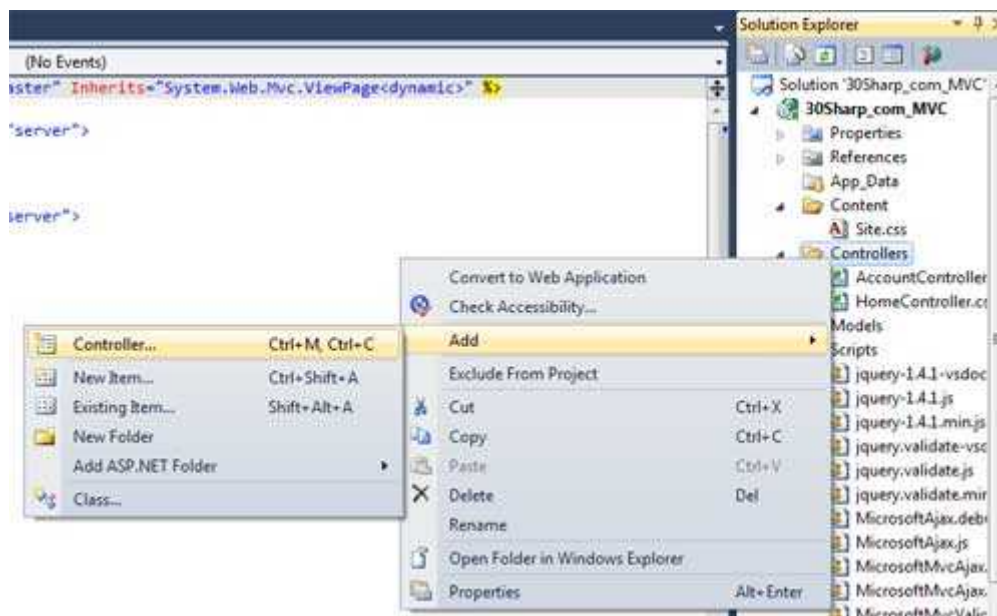 Solution Explorer
(No Events)
aster" Inherits="System.Web.Mvc.ViewPage<dynamic>" %>
"server">
server">
Solution '30Sharp_com_MVC'
30Sharp_com_MVC
Properties
References
App_Data
Content
Site.css
Controllers
AccountController
HomeController.cs
Models
Scripts
jquery-1.4.1-vsdoc
jquery-1.4.1.js
jquery-1.4.1.min.js
jquery.validate-vsd
jquery.validate.js
jquery.validate.min
MicrosoftAjax.debu
MicrosoftAjax.js
MicrosoftMvcAjax.
MicrosoftMvcAjax.
MicrosoftMvcValid
Convert to Web Application
Check Accessibility...
Add
Exclude From Project
Cut Ctrl+X
Copy Ctrl+C
Paste Ctrl+V
Delete Del
Rename
Open Folder in Windows Explorer
Properties Alt+Enter
Controller... Ctrl+M, Ctrl+C
New Item... Ctrl+Shift+A
Existing Item... Shift+Alt+A
New Folder
Add ASP.NET Folder
Class...